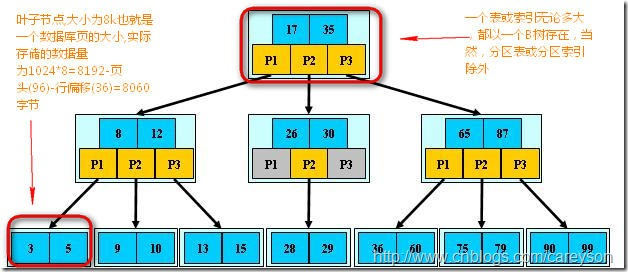 叶子节点,大小为8k也就是
一个数据库页的大小,实际
存储的数据量
为1024*8=8192-页
头(96)-行偏移(36)=8060
字节
一个表或索引无论多大
，都以一个B树存在，当
然，分区表或分区索引
除外
17 35
P1 P2 P3
8 12
P1 P2 P3
26 30
P1 P2 P3
65 87
P1 P2 P3
3 5
9 10
13 15
28 29
36 60
75 79
90 99
http://www.cnblogs.com/careyson